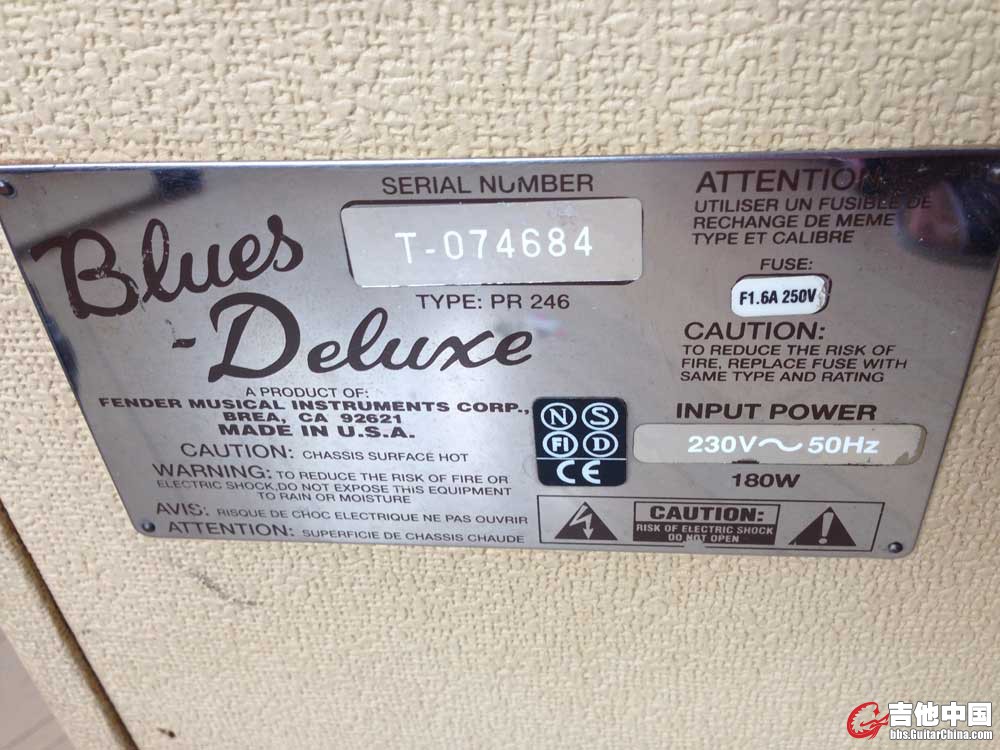 SERIAL NUMBER
T-074684
TYPE: PR 246
Blues
-Deluxe
A PRODUCT OF:
FENDER MUSICAL INSTRUMENTS CORP.,
BREA, CA 92621
MADE IN U.S.A.
CAUTION: CHASSIS SURFACE HOT
WARNING: TO REDUCE THE RISK OF FIRE OR
ELECTRIC SHOCK,DO NOT EXPOSE THIS EQUIPMENT
TO RAIN OR MOISTURE
AVIS: RISQUE DE CHOC ELECTRIQUE NE PAS OUVRIR
ATTENTION: SUPERFICIE DE CHASSIS CHAUDE
N S
FI D
CE
ATTENTION
UTILISER UN FUSIBLE DE
RECHANGE DE MEME
TYPE ET CALIBRE
FUSE:
F1.6A 250V
CAUTION:
TO REDUCE THE RISK OF
FIRE, REPLACE FUSE WITH
SAME TYPE AND RATING
INPUT POWER
230V～50Hz
180W
CAUTION:
RISK OF ELECTRIC SHOCK
DO NOT OPEN
吉他中国
bbs.GuitarChina.com